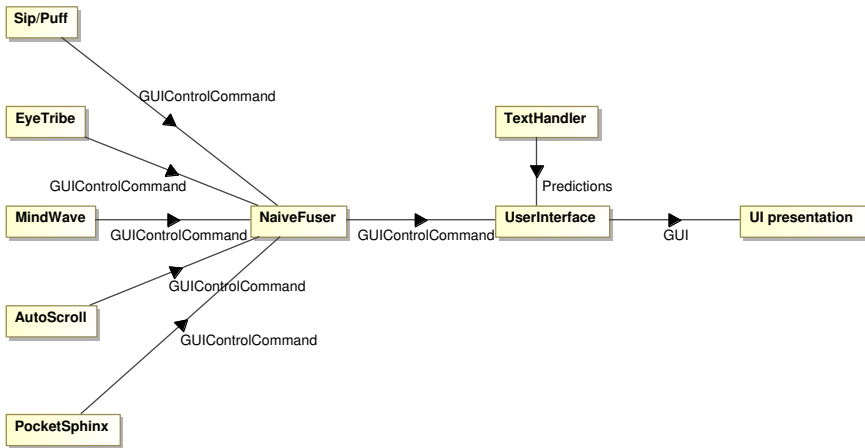 Sip/Puff
GUIControlCommand
EyeTribe
TextHandler
GUIControlCommand
Predictions
MindWave
NaiveFuser
UserInterface
UI presentation
GUIControlCommand
GUIControlCommand
GUI
GUIControlCommand
AutoScroll
GUIControlCommand
PocketSphinx